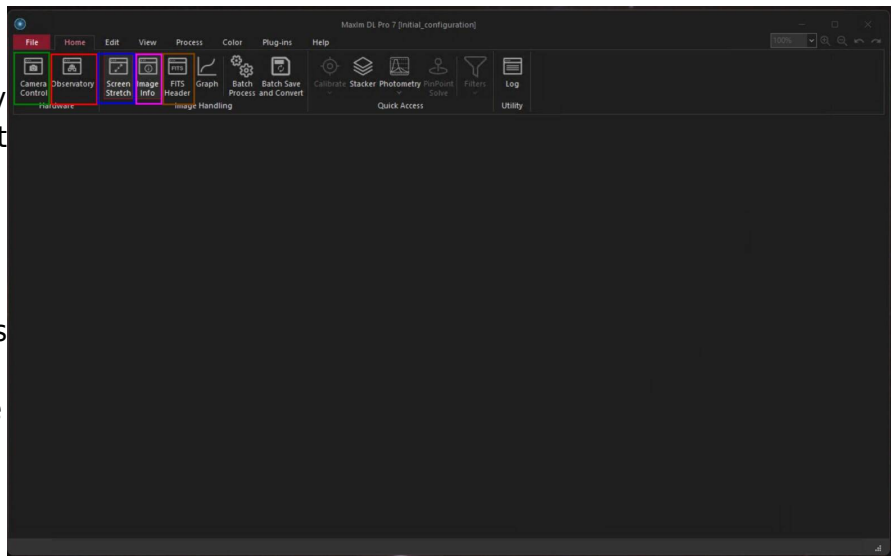 Maxim DL Pro 7 [Initial_configuration]
File Home Edit View Process Color Plug-ins Help
100%
Camera Control
Observatory
Screen Stretch
Image Info
FITS
FITS Header
Graph
Batch Process
Batch Save and Convert
Calibrate
Stacker
Photometry
PinPoint Solve
Filters
Log
Hardware
Image Handling
Quick Access
Utility